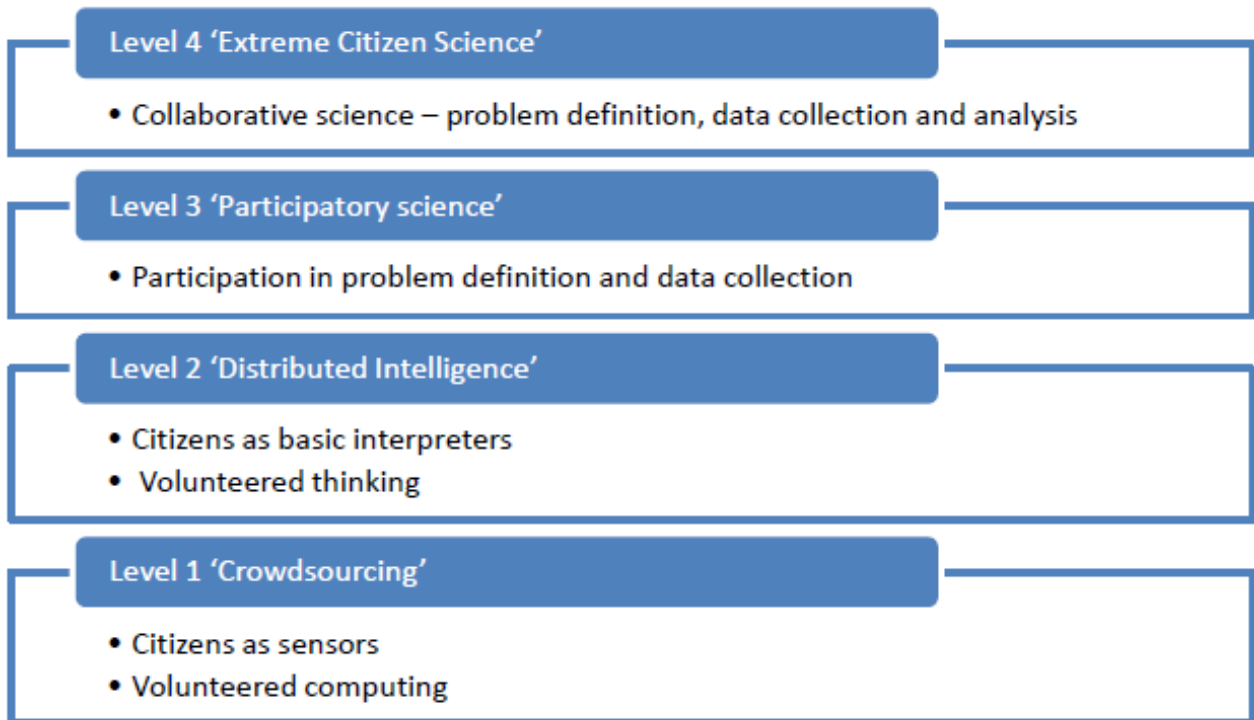 Level 4 ‘Extreme Citizen Science’
• Collaborative science – problem definition, data collection and analysis
Level 3 ‘Participatory science’
• Participation in problem definition and data collection
Level 2 ‘Distributed Intelligence’
• Citizens as basic interpreters
• Volunteered thinking
Level 1 ‘Crowdsourcing’
• Citizens as sensors
• Volunteered computing